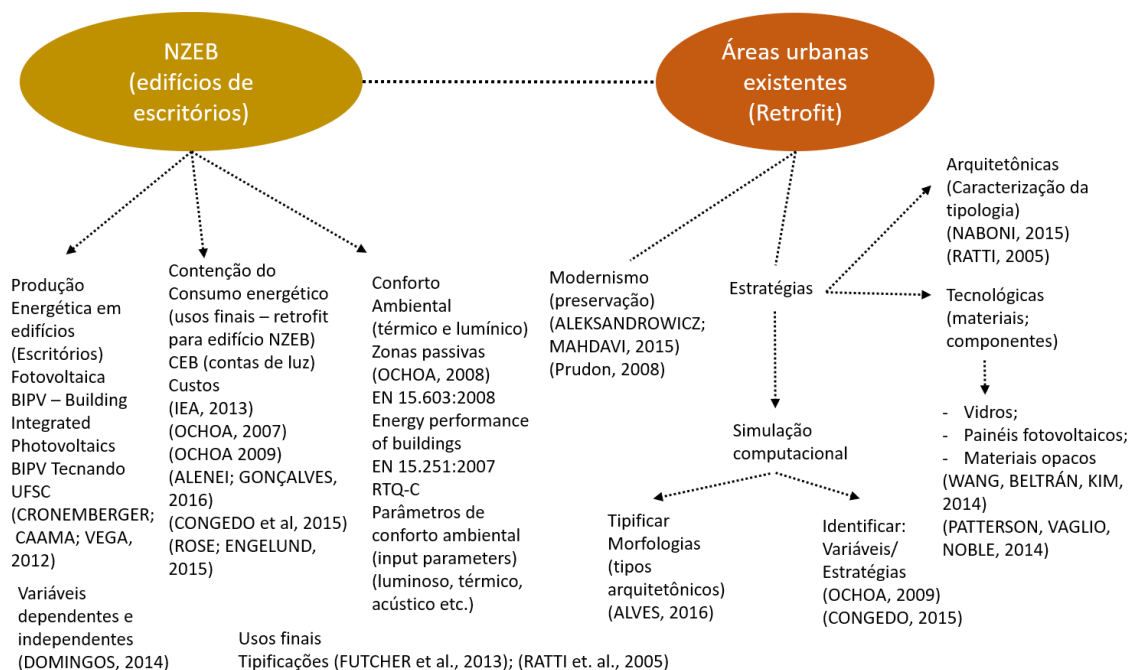 NZEB
(edifícios de
escritórios)
Áreas urbanas
existentes
(Retrofit)
Produção
Energética em
edifícios
(Escritórios)
Fotovoltaica
BIPV – Building
Integrated
Photovoltaics
BIPV Tecnando
UFSC
(CRONEMBERGER;
CAAMA; VEGA,
2012)
Variáveis
dependentes e
independentes
(DOMINGOS, 2014)
Contenção do
Consumo energético
(usos finais – retrofit
para edifício NZEB)
CEB (contas de luz)
Custos
(IEA, 2013)
(OCHOA, 2007)
(OCHOA 2009)
(ALENEI; GONÇALVES,
2016)
(CONGEDO et al, 2015)
(ROSE; ENGELUND,
2015)
Conforto
Ambiental
(térmico e lumínico)
Zonas passivas
(OCHOA, 2008)
EN 15.603:2008
Energy performance
of buildings
EN 15.251:2007
RTQ-C
Parâmetros de
conforto ambiental
(input parameters)
(luminoso, térmico,
acústico etc.)
Usos finais
Tipificações (FUTCHER et al., 2013); (RATTI et. al., 2005)
Modernismo
(preservação)
(ALEKSANDROWICZ;
MAHDAVI, 2015)
(Prudon, 2008)
Estratégias
Arquitetônicas
(Caracterização da
tipologia)
(NABONI, 2015)
(RATTI, 2005)
Tecnológicas
(materiais;
componentes)
- Vidros;
- Painéis fotovoltaicos;
- Materiais opacos
(WANG, BELTRÁN, KIM,
2014)
(PATTERSON, VAGLIO,
NOBLE, 2014)
Simulação
computacional
Tipificar
Morfologias
(tipos
arquitetônicos)
(ALVES, 2016)
Identificar:
Variáveis/
Estratégias
(OCHOA, 2009)
(CONGEDO, 2015)